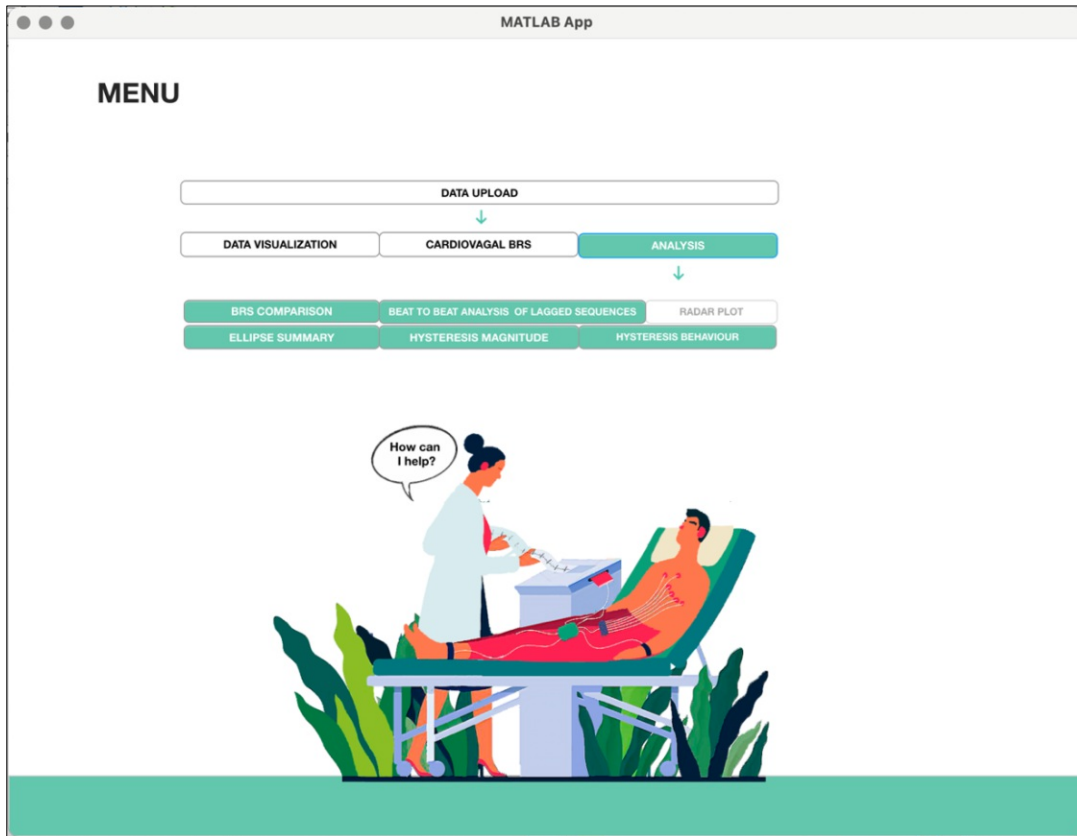 MATLAB App
MENU
DATA UPLOAD
DATA VISUALIZATION
CARDIOVAGAL BRS
ANALYSIS
BRS COMPARISON
BEAT TO BEAT ANALYSIS OF LAGGED SEQUENCES
RADAR PLOT
ELLIPSE SUMMARY
HYSTERESIS MAGNITUDE
HYSTERESIS BEHAVIOUR
How can
I help?